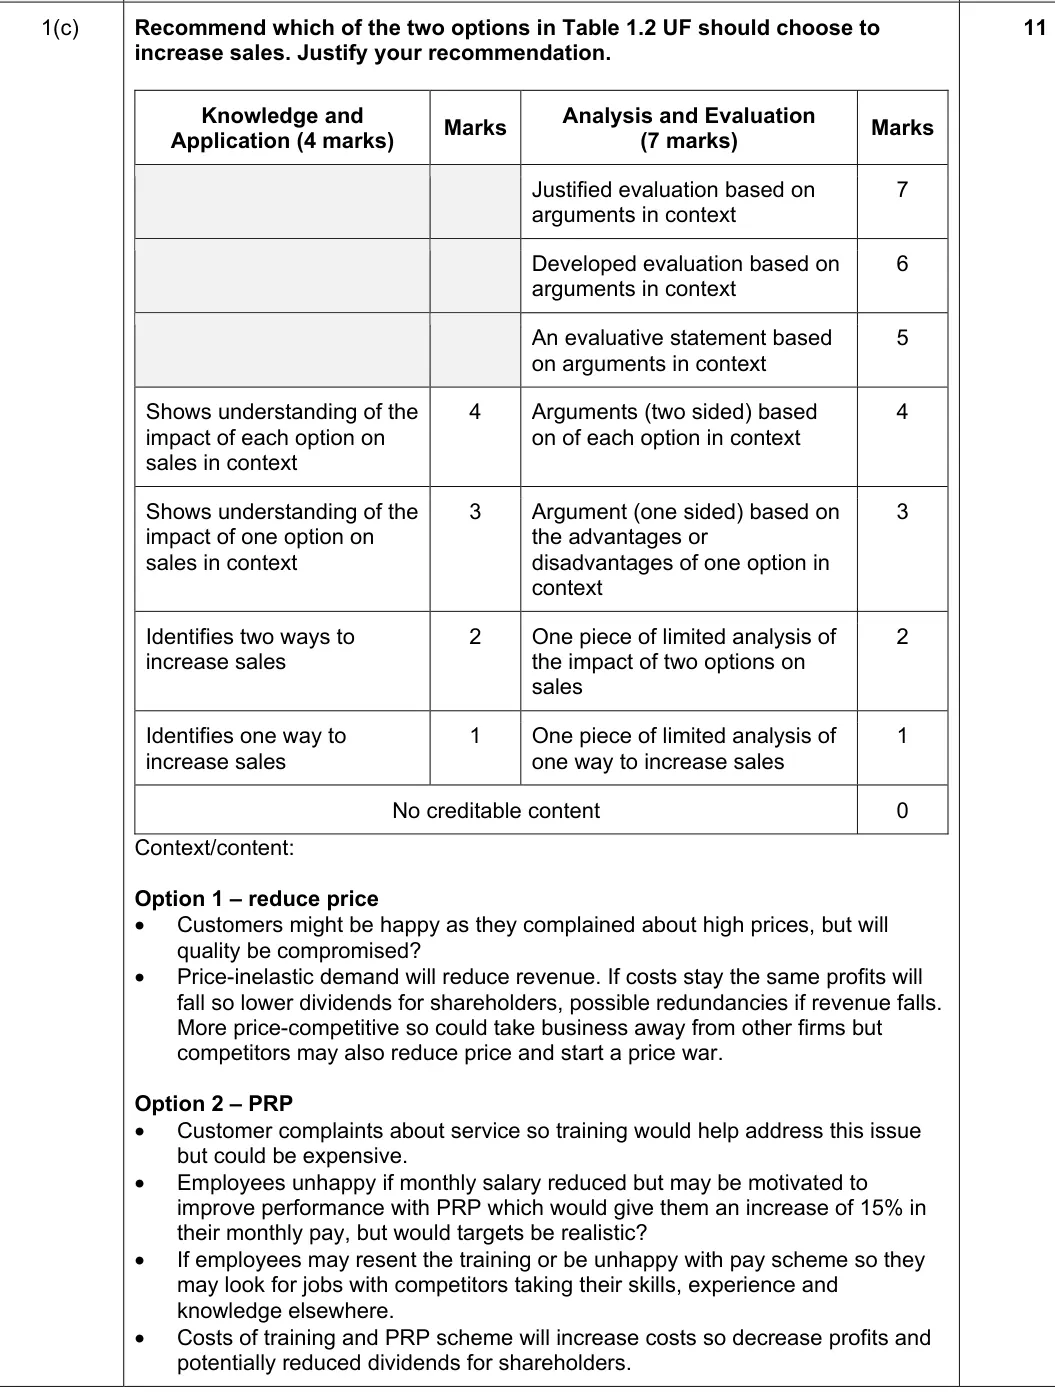 1(c)
Recommend which of the two options in Table 1.2 UF should choose to
increase sales. Justify your recommendation.
11
Knowledge and
Application (4 marks)
Marks
Analysis and Evaluation
(7 marks)
Marks
Justified evaluation based on
arguments in context
7
Developed evaluation based on
arguments in context
6
An evaluative statement based
on arguments in context
5
Shows understanding of the
impact of each option on
sales in context
4
Arguments (two sided) based
on of each option in context
4
Shows understanding of the
impact of one option on
sales in context
3
Argument (one sided) based on
the advantages or
disadvantages of one option in
context
3
Identifies two ways to
increase sales
2
One piece of limited analysis of
the impact of two options on
sales
2
Identifies one way to
increase sales
1
One piece of limited analysis of
one way to increase sales
1
No creditable content
0
Context/content:
Option 1 – reduce price
• Customers might be happy as they complained about high prices, but will
quality be compromised?
• Price-inelastic demand will reduce revenue. If costs stay the same profits will
fall so lower dividends for shareholders, possible redundancies if revenue falls.
More price-competitive so could take business away from other firms but
competitors may also reduce price and start a price war.
Option 2 – PRP
• Customer complaints about service so training would help address this issue
but could be expensive.
• Employees unhappy if monthly salary reduced but may be motivated to
improve performance with PRP which would give them an increase of 15% in
their monthly pay, but would targets be realistic?
• If employees may resent the training or be unhappy with pay scheme so they
may look for jobs with competitors taking their skills, experience and
knowledge elsewhere.
• Costs of training and PRP scheme will increase costs so decrease profits and
potentially reduced dividends for shareholders.